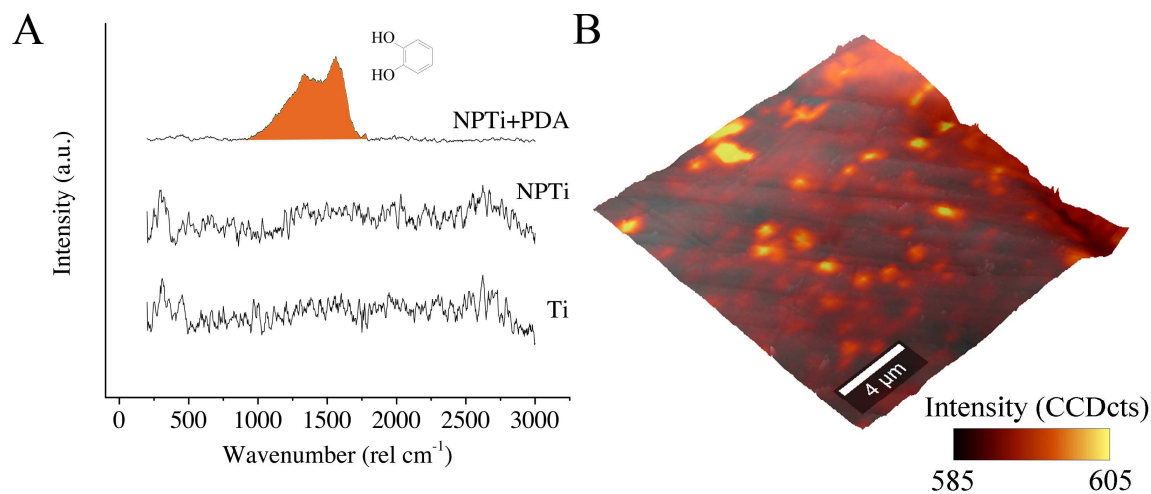 A
HO
HO
NPTi+PDA
NPTi
Ti
Intensity (a.u.)
0 500 1000 1500 2000 2500 3000
Wavenumber (rel cm⁻¹)
B
4 µm
Intensity (CCDcts)
585 605